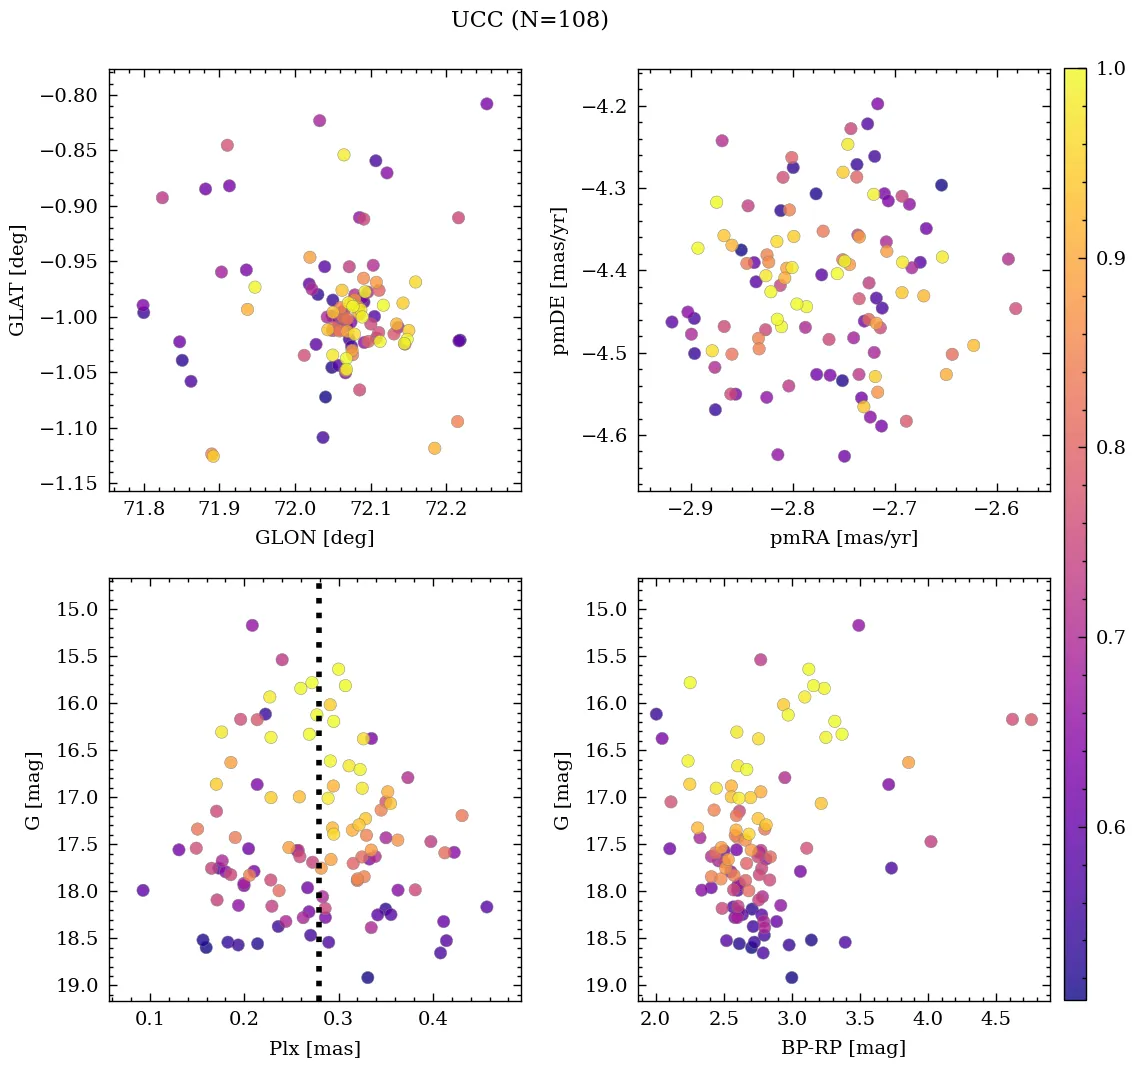 UCC (N=108)
−0.80
−0.85
−0.90
−0.95
−1.00
−1.05
−1.10
−1.15
GLAT [deg]
71.8 71.9 72.0 72.1 72.2
GLON [deg]
−4.2
−4.3
−4.4
−4.5
−4.6
pmDE [mas/yr]
−2.9 −2.8 −2.7 −2.6
pmRA [mas/yr]
1.0
0.9
0.8
0.7
0.6
15.0
15.5
16.0
16.5
17.0
17.5
18.0
18.5
19.0
G [mag]
0.1 0.2 0.3 0.4
Plx [mas]
15.0
15.5
16.0
16.5
17.0
17.5
18.0
18.5
19.0
G [mag]
2.0 2.5 3.0 3.5 4.0 4.5
BP-RP [mag]